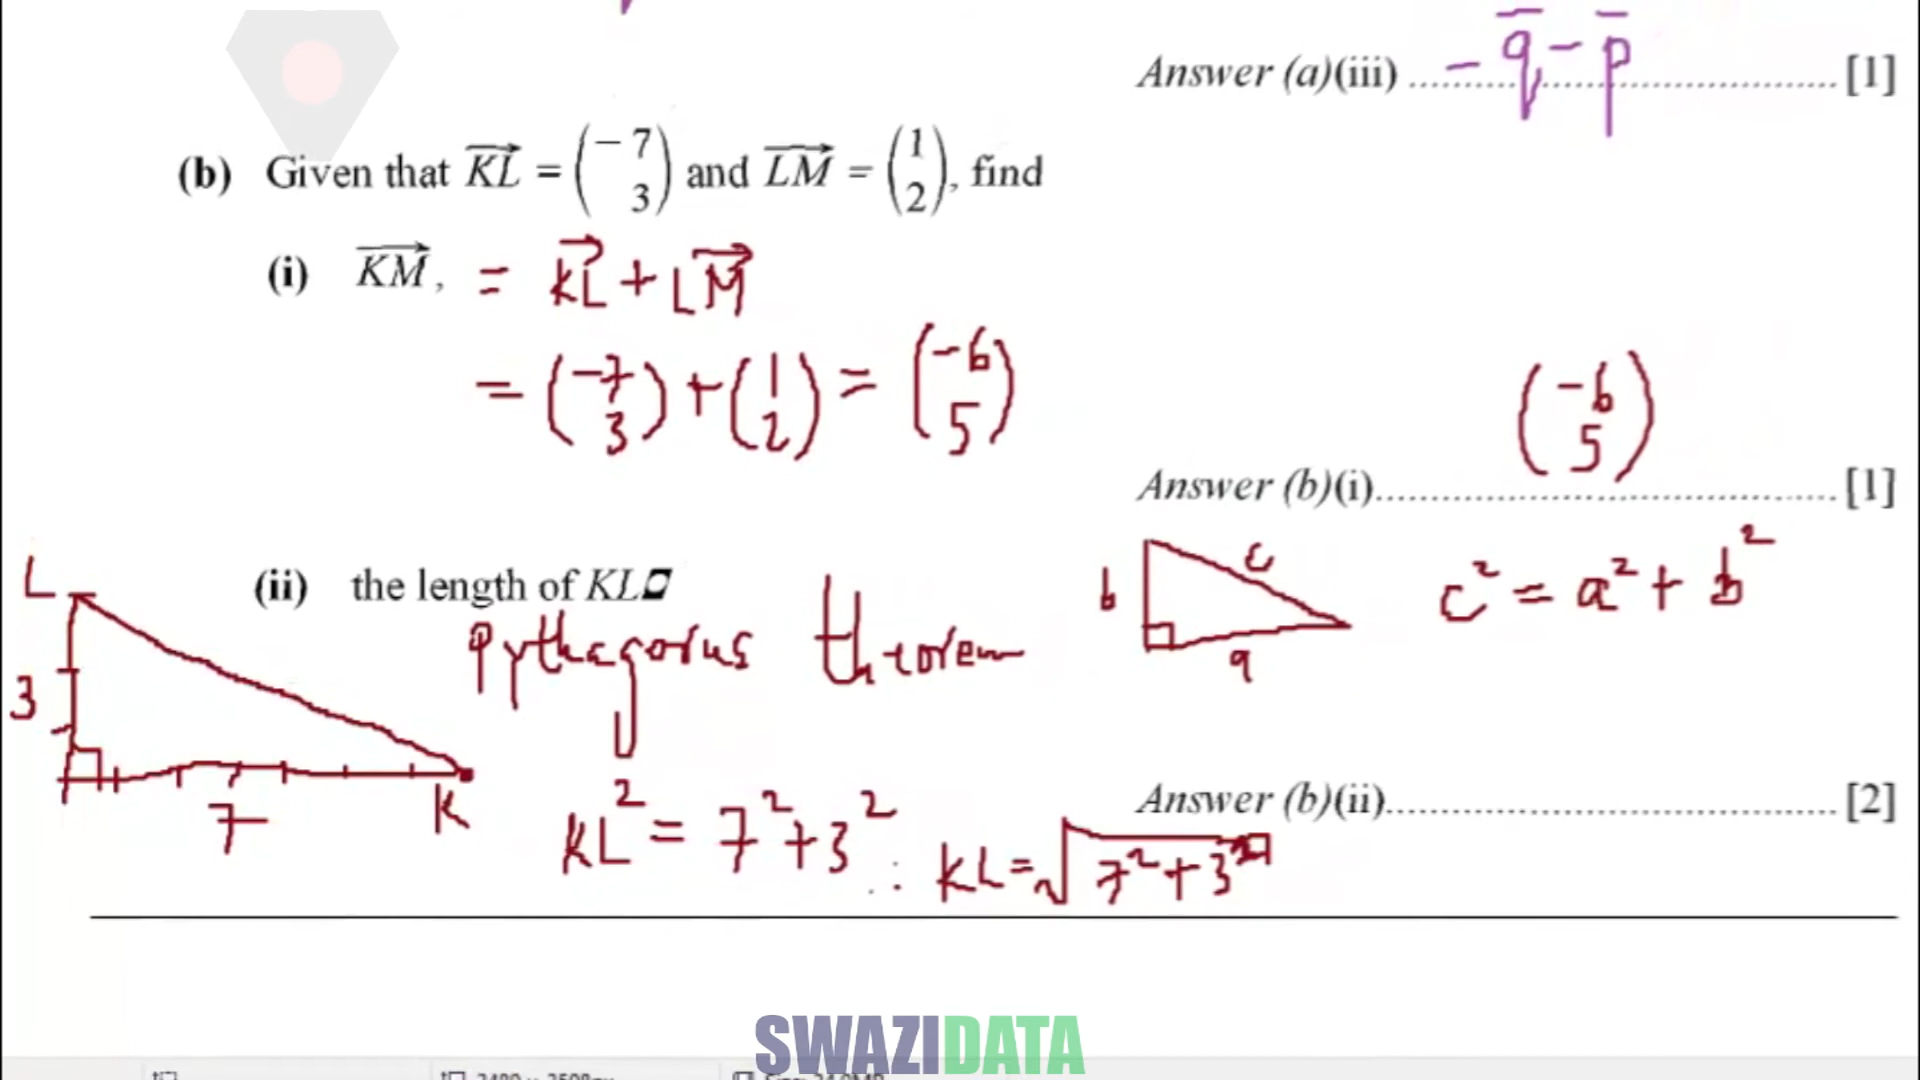 Answer (a)(iii) ........ -q̄ - p̄ ........ [1]
(b) Given that →KL = (-7 3) and →LM = (1 2), find
(i) →KM, = →KL + →LM
= (-7 3) + (1 2) = (-6 5)
(-6 5)
Answer (b)(i)........ [1]
(ii) the length of KL
Pythagorus theorem
b c a
c² = a² + b²
L 3 7 K
Answer (b)(ii)........ [2]
KL² = 7² + 3² ∴ KL = √7² + 3²
SWAZIDATA